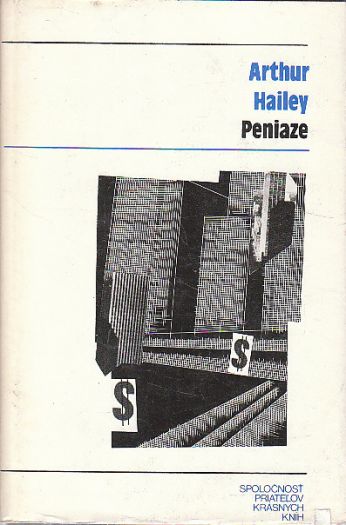 Arthur
Hailey
Peniaze
$
$
SPOLOČNOSŤ
PRIATEĽOV
KRÁSNYCH
KNÍH